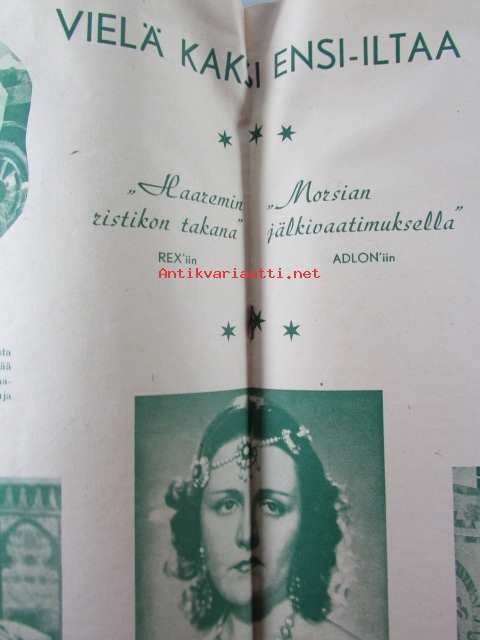 VIELÄ KAKSI ENSI-ILTAA
„Haaremin
ristikon takana”
REX'iin
„Morsian
jälkivaatimuksella”
ADLON'iin
Antikvariaatti.net